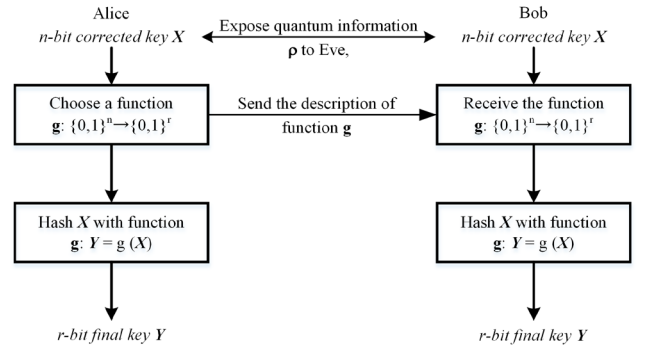 Alice
n-bit corrected key X
Expose quantum information
ρ to Eve,
Bob
n-bit corrected key X
Choose a function
g: {0,1}ⁿ→{0,1}ʳ
Send the description of
function g
Receive the function
g: {0,1}ⁿ→{0,1}ʳ
Hash X with function
g: Y = g (X)
Hash X with function
g: Y = g (X)
r-bit final key Y
r-bit final key Y